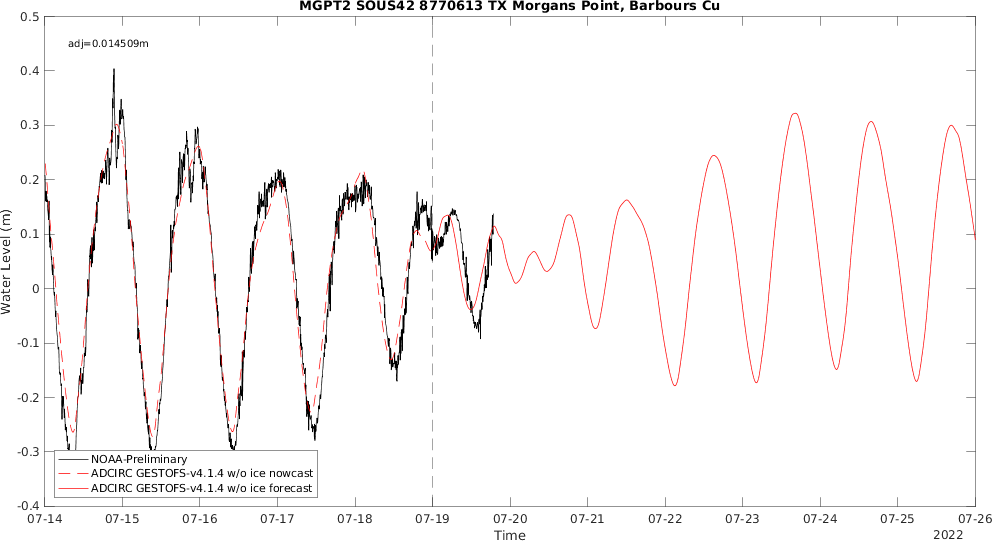 MGPT2 SOUS42 8770613 TX Morgans Point, Barbours Cu
adj=0.014509m
Water Level (m)
0.5
0.4
0.3
0.2
0.1
0
-0.1
-0.2
-0.3
-0.4
NOAA-Preliminary
ADCIRC GESTOFS-v4.1.4 w/o ice nowcast
ADCIRC GESTOFS-v4.1.4 w/o ice forecast
07-14 07-15 07-16 07-17 07-18 07-19 07-20 07-21 07-22 07-23 07-24 07-25 07-26
Time
2022